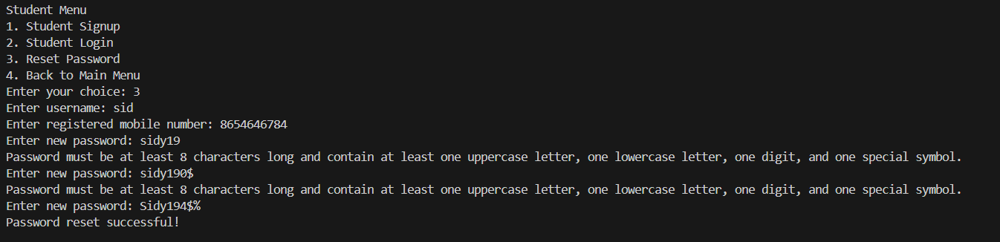 Student Menu
1. Student Signup
2. Student Login
3. Reset Password
4. Back to Main Menu
Enter your choice: 3
Enter username: sid
Enter registered mobile number: 8654646784
Enter new password: sidy19
Password must be at least 8 characters long and contain at least one uppercase letter, one lowercase letter, one digit, and one special symbol.
Enter new password: sidy190$
Password must be at least 8 characters long and contain at least one uppercase letter, one lowercase letter, one digit, and one special symbol.
Enter new password: Sidy194$%
Password reset successful!